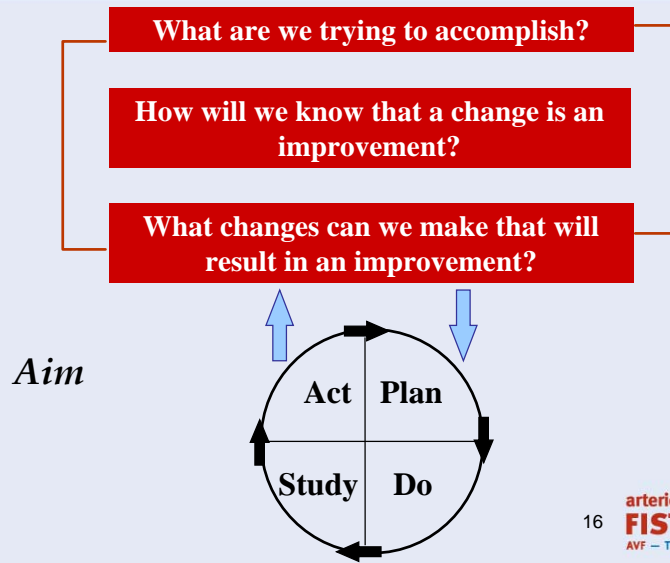 What are we trying to accomplish?
How will we know that a change is an
improvement?
What changes can we make that will
result in an improvement?
Aim
Act Plan
Study Do
16
FIS
AVF –